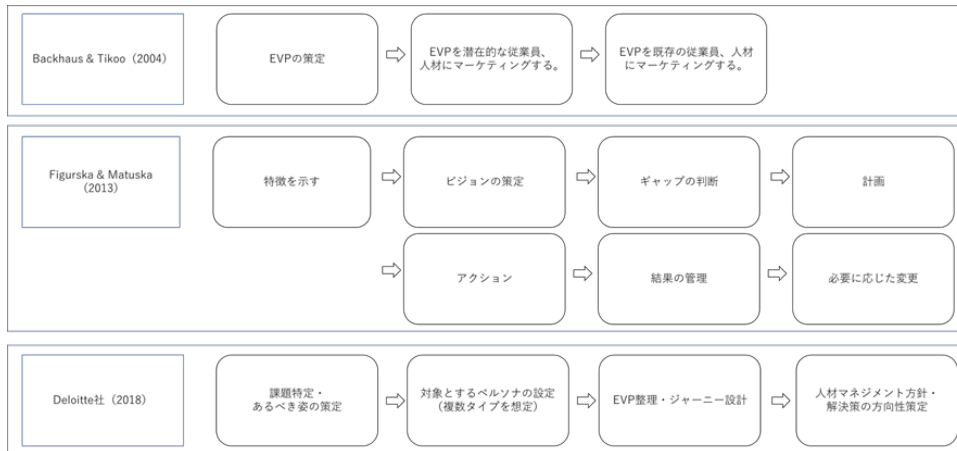 Backhaus & Tikoo（2004）
EVPの策定
EVPを潜在的な従業員、
人材にマーケティングする。
EVPを既存の従業員、人材
にマーケティングする。
Figurska & Matuska
（2013）
特徴を示す
ビジョンの策定
ギャップの判断
計画
アクション
結果の管理
必要に応じた変更
Deloitte社（2018）
課題特定・
あるべき姿の策定
対象とするペルソナの設定
（複数タイプを想定）
EVP整理・ジャーニー設計
人材マネジメント方針・
解決策の方向性策定